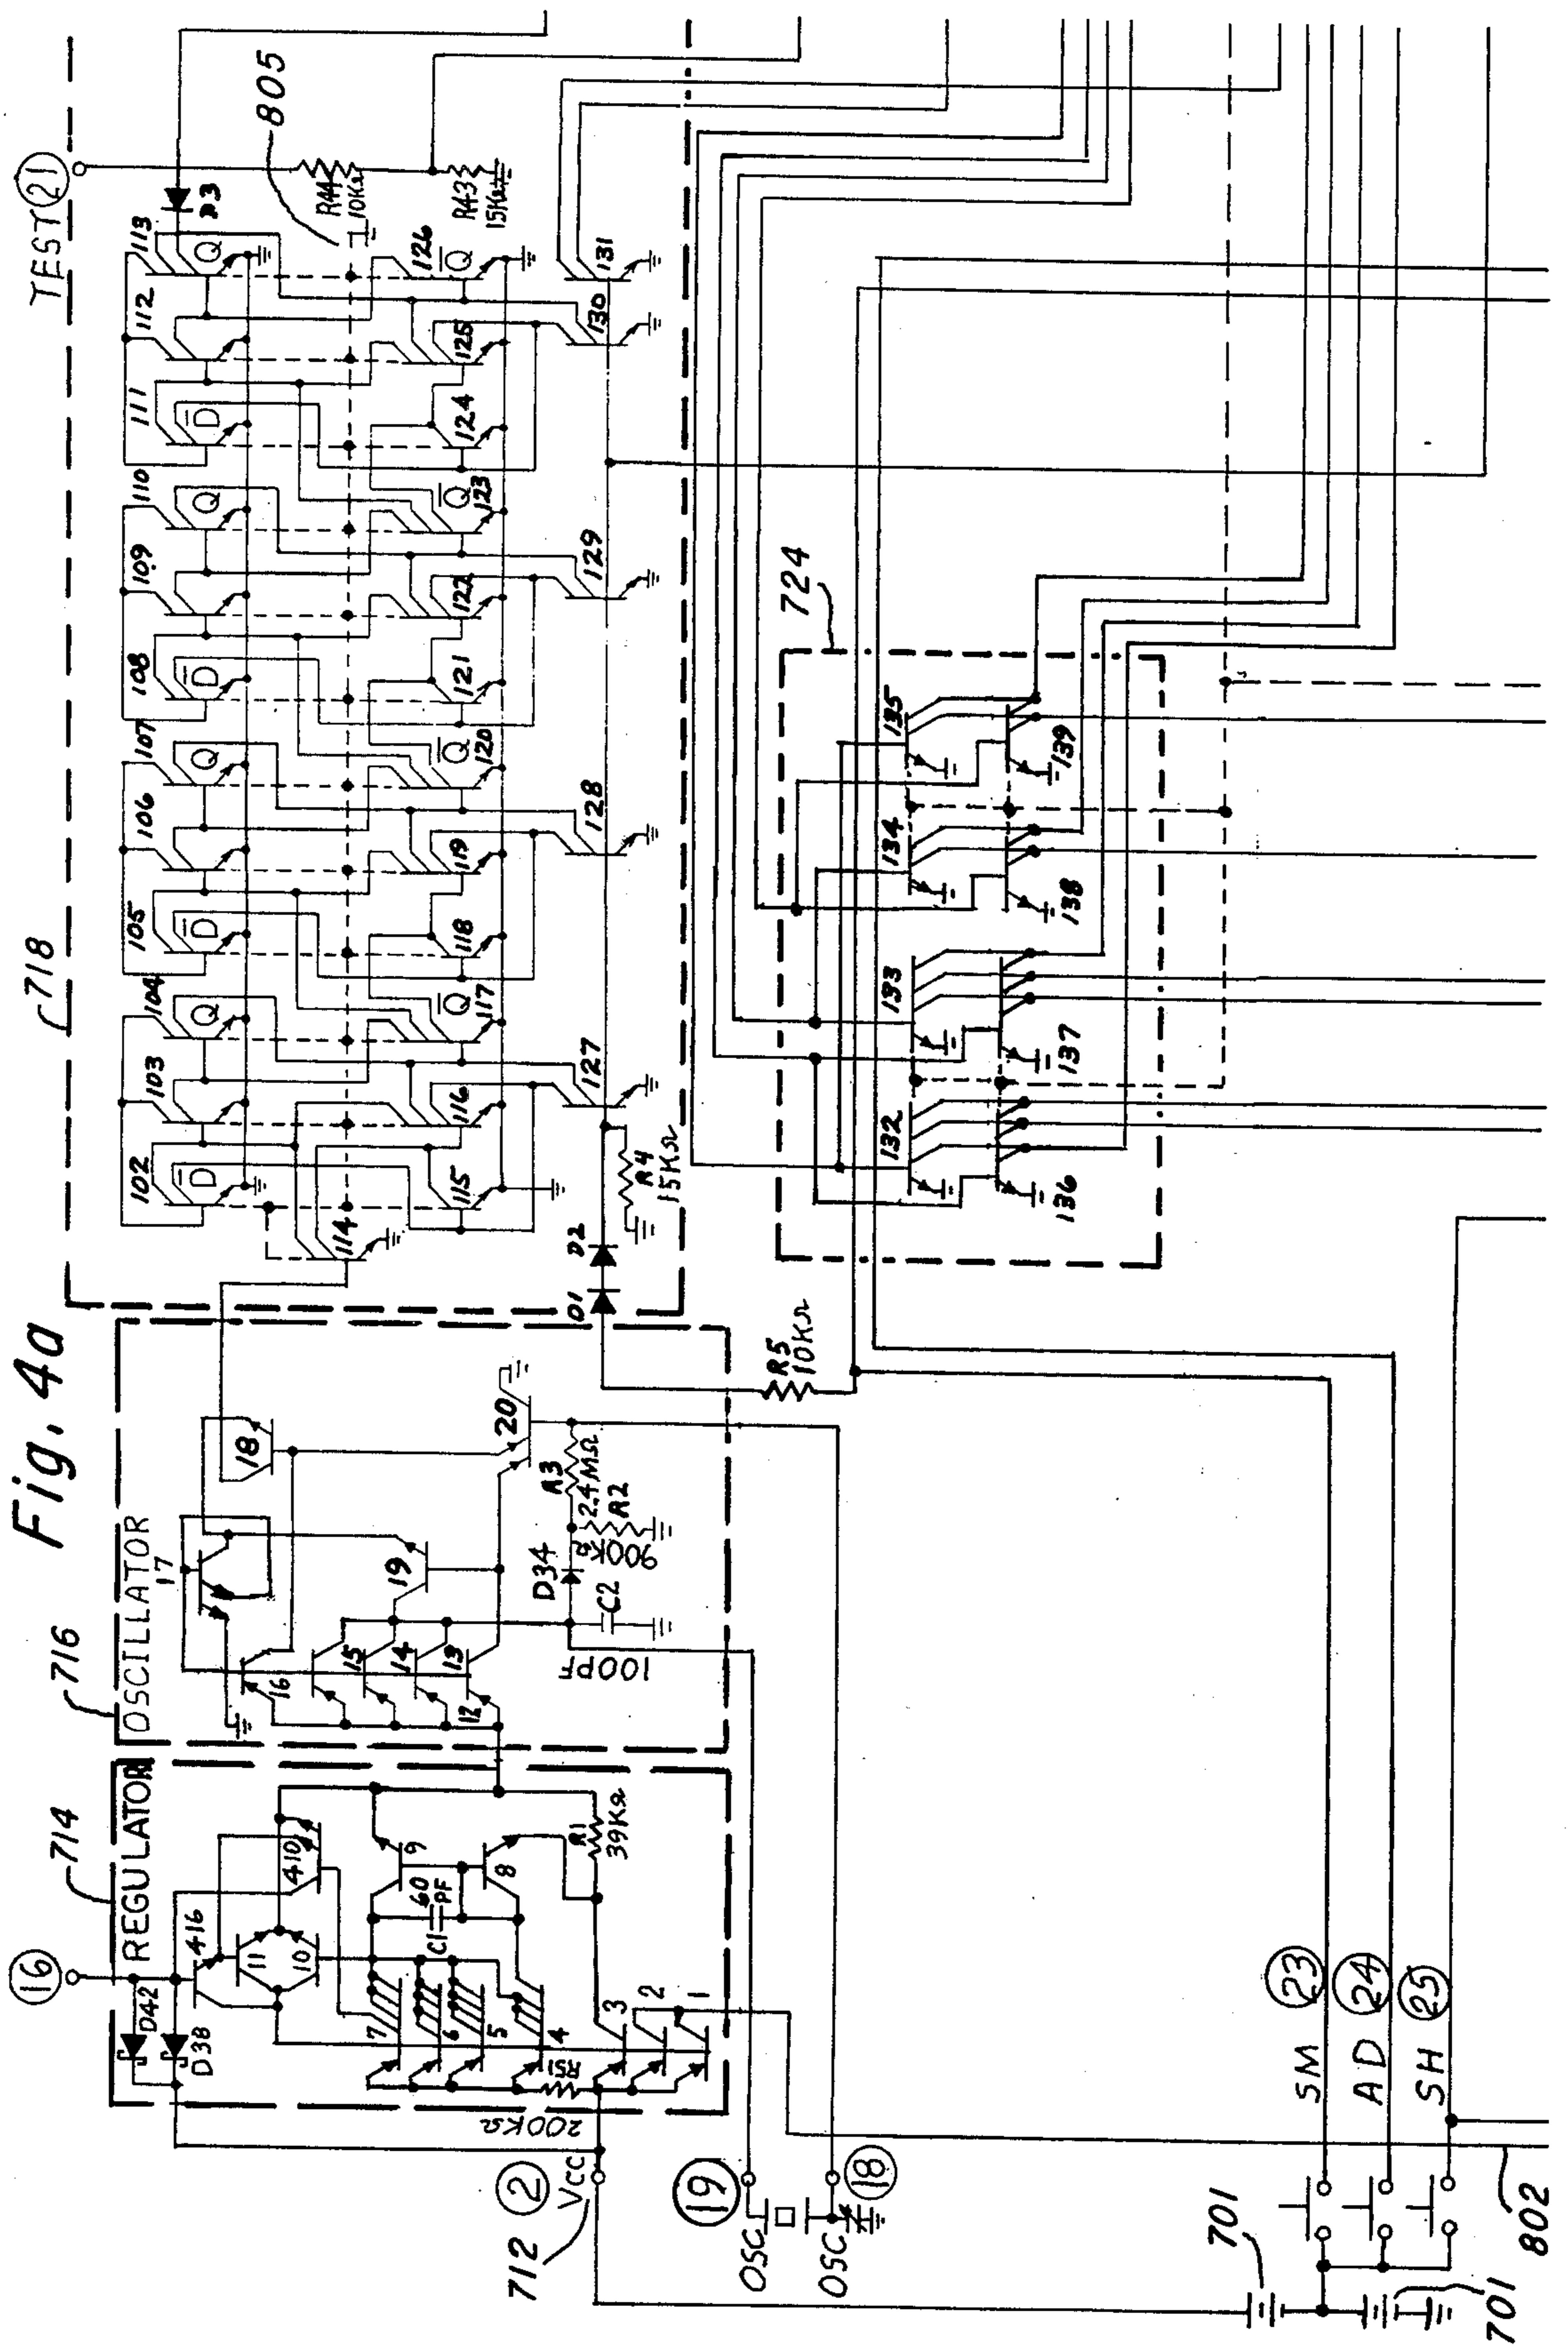 Fig. 4a
714
REGULATOR
16
D42
D38
416
11
10
410
9
8
60
PF
C1
7
6
5
4
3
2
1
R51
200KΩ
R1
39KΩ
2
VCC
712
716
OSCILLATOR
17
18
16
15
14
13
12
19
20
D34
R3
2.4 MΩ
R2
900K
C2
100PF
19
OSC
OSC
18
718
TEST 21
102
103
104
105
106
107
108
109
110
111
112
113
D̅
Q
D̅
Q
D̅
Q
D̅
Q
D3
805
R44
10KΩ
R43
15KΩ
114
115
116
117
118
119
120
121
122
123
124
125
126
Q̅
Q̅
Q̅
Q̅
127
128
129
130
131
D1
D2
R4
15KΩ
R5
10KΩ
724
132
133
134
135
136
137
138
139
701
701
SM 23
AD 24
SH 25
802